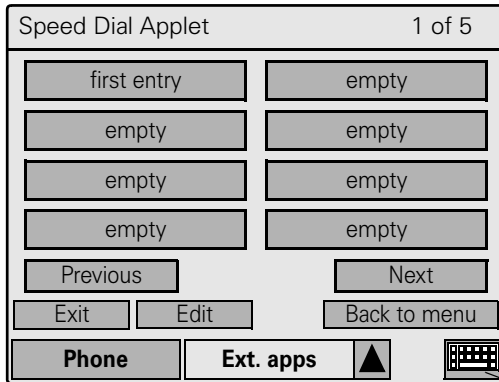 Speed Dial Applet 1 of 5
first entry empty
empty empty
empty empty
empty empty
Previous Next
Exit Edit Back to menu
Phone Ext. apps